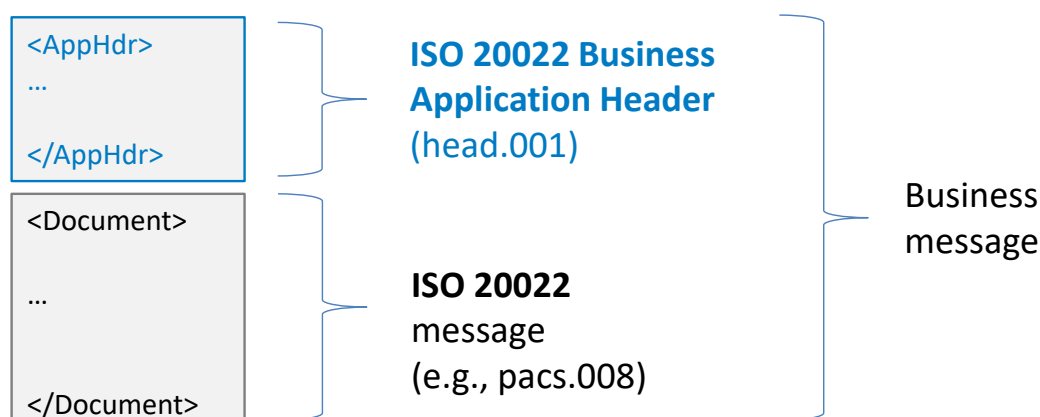 <AppHdr>
…
</AppHdr>
ISO 20022 Business
Application Header
(head.001)
<Document>
…
</Document>
ISO 20022
message
(e.g., pacs.008)
Business
message